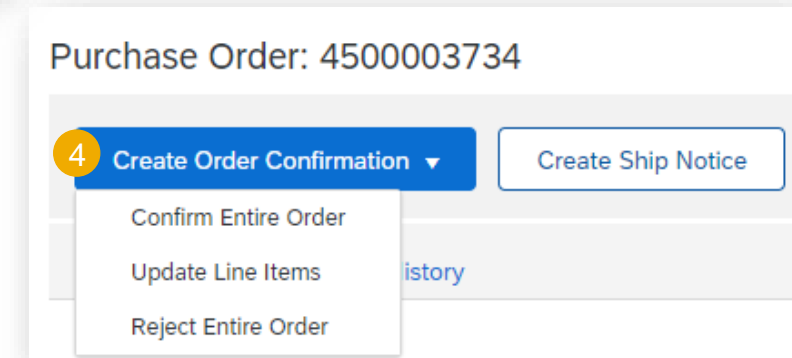 Purchase Order: 4500003734
4 Create Order Confirmation ▼ Create Ship Notice
Confirm Entire Order
Update Line Items istory
Reject Entire Order